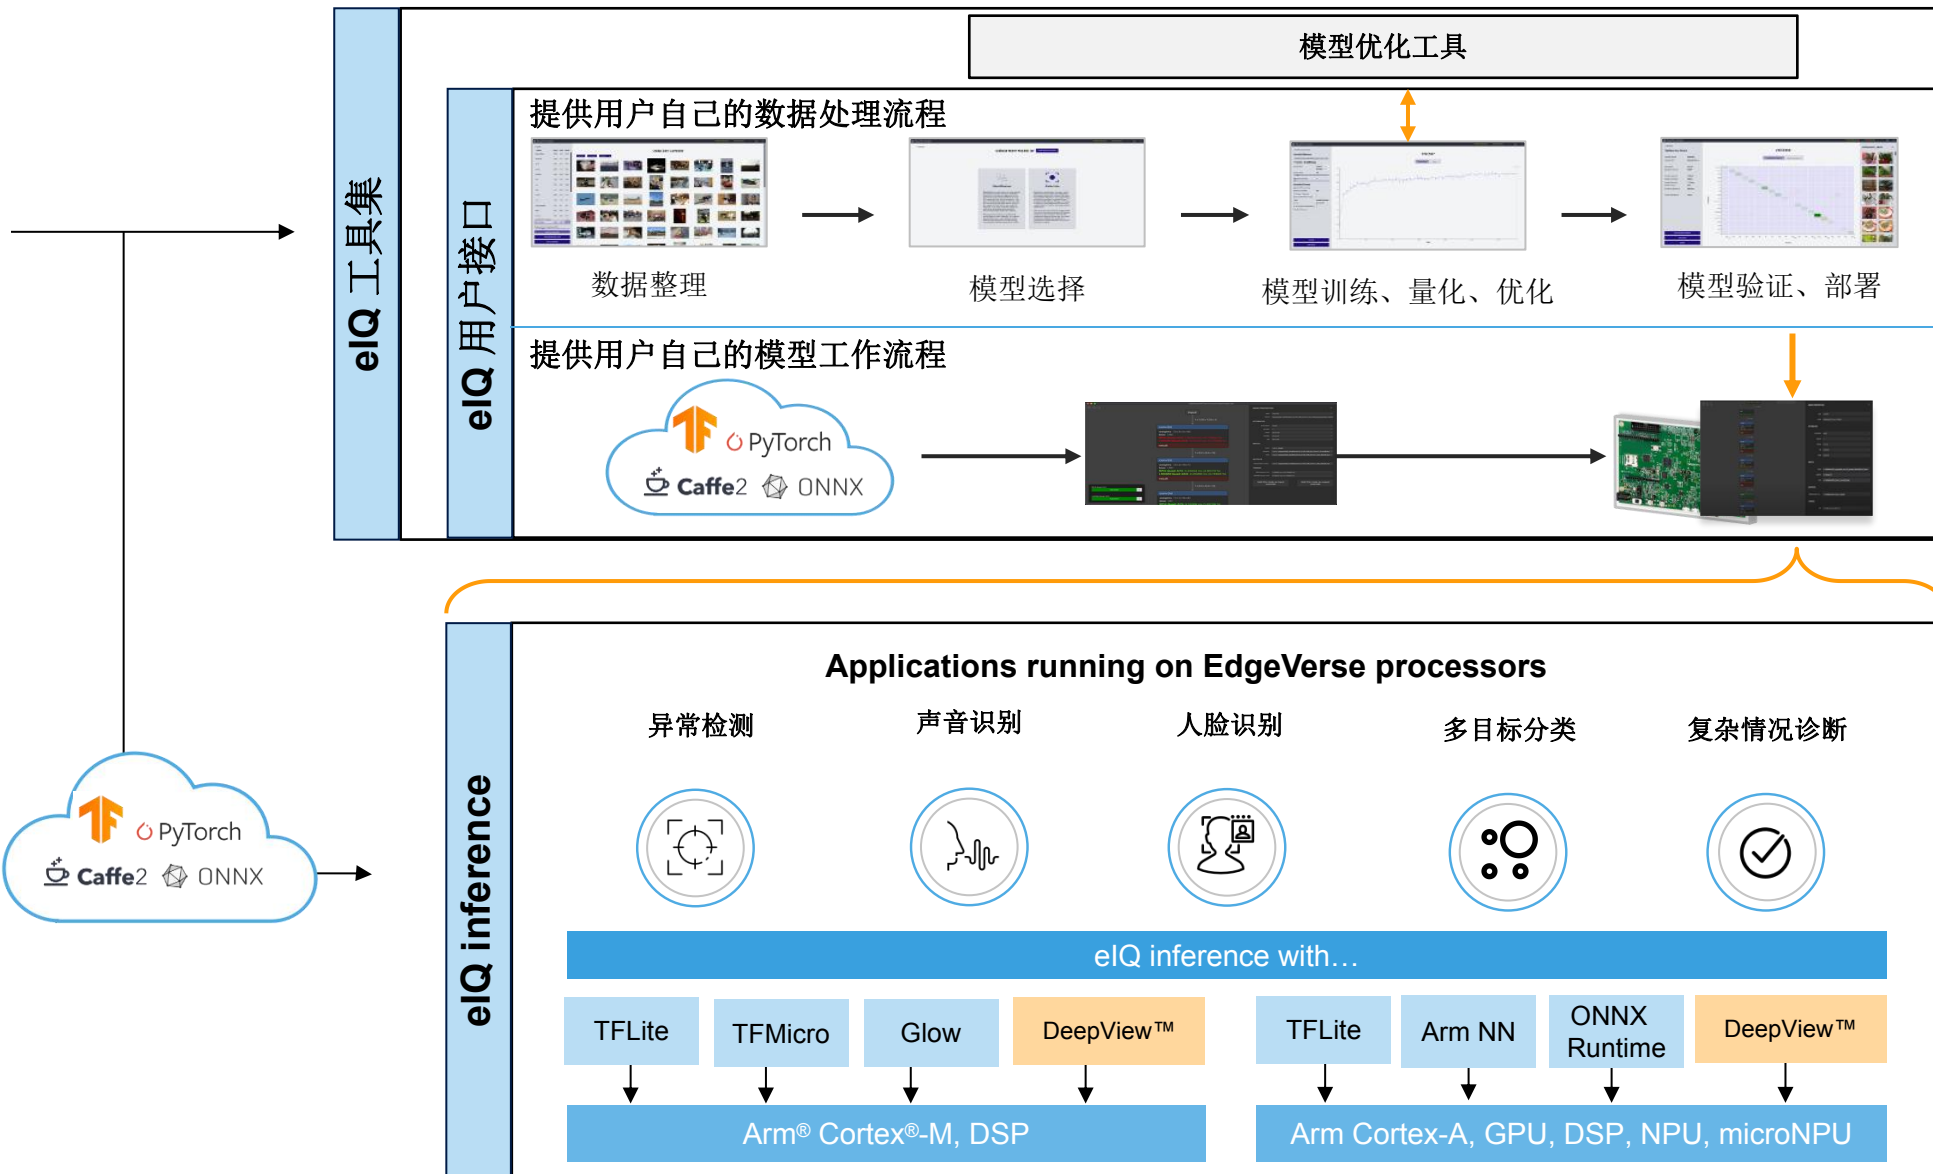 模型优化工具
eIQ 工具集
eIQ 用户接口
提供用户自己的数据处理流程
数据整理
模型选择
模型训练、量化、优化
模型验证、部署
提供用户自己的模型工作流程
TF
PyTorch
Caffe2
ONNX
TF
PyTorch
Caffe2
ONNX
eIQ inference
Applications running on EdgeVerse processors
异常检测
声音识别
人脸识别
多目标分类
复杂情况诊断
eIQ inference with…
TFLite
TFMicro
Glow
DeepView™
TFLite
Arm NN
ONNX
Runtime
DeepView™
Arm® Cortex®-M, DSP
Arm Cortex-A, GPU, DSP, NPU, microNPU